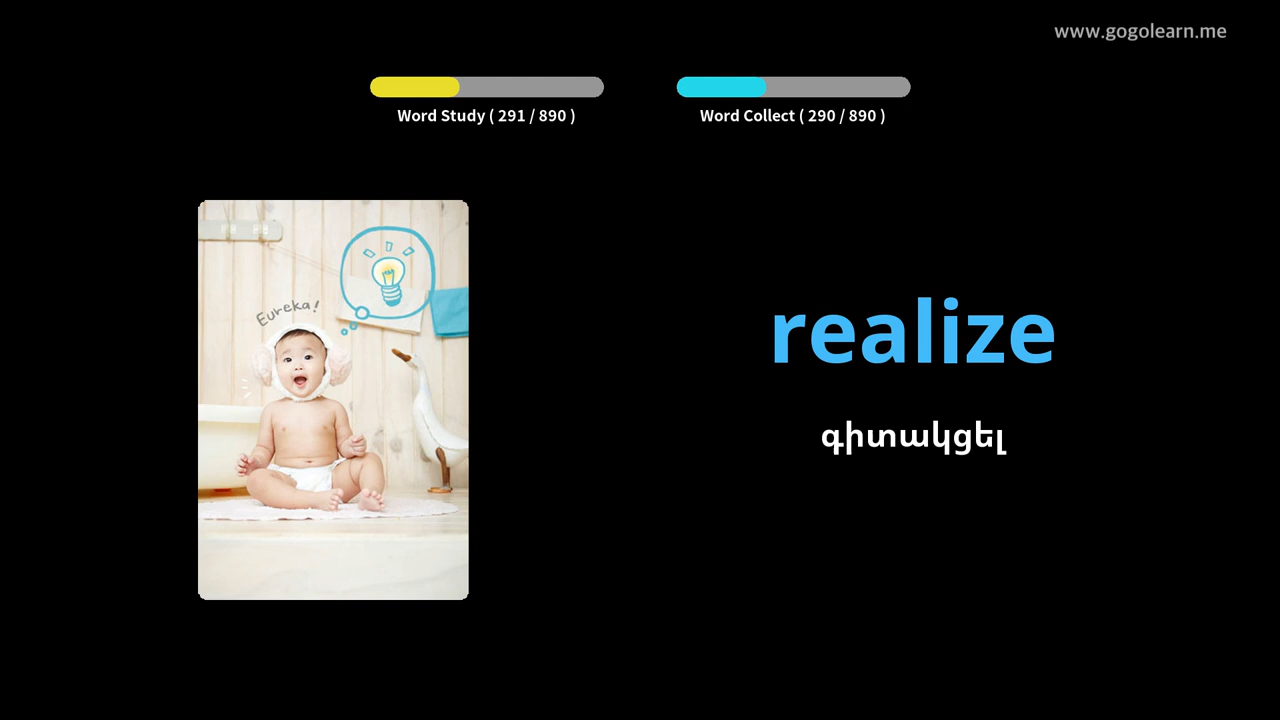 www.gogolearn.me
Word Study ( 291 / 890 )
Word Collect ( 290 / 890 )
Eureka!
realize
գիտակցել